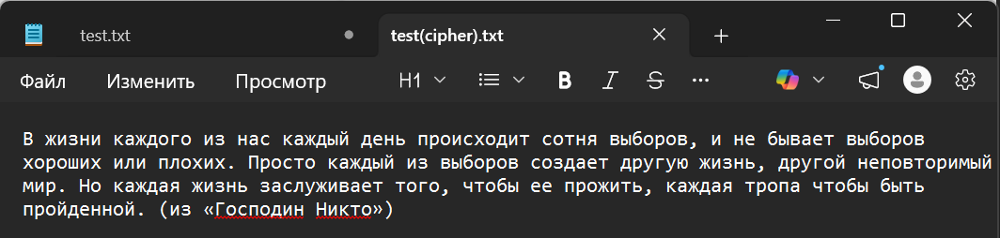 test.txt
test(cipher).txt
Файл Изменить Просмотр H1 B I S
В жизни каждого из нас каждый день происходит сотня выборов, и не бывает выборов
хороших или плохих. Просто каждый из выборов создает другую жизнь, другой неповторимый
мир. Но каждая жизнь заслуживает того, чтобы ее прожить, каждая тропа чтобы быть
пройденной. (из «Господин Никто»)